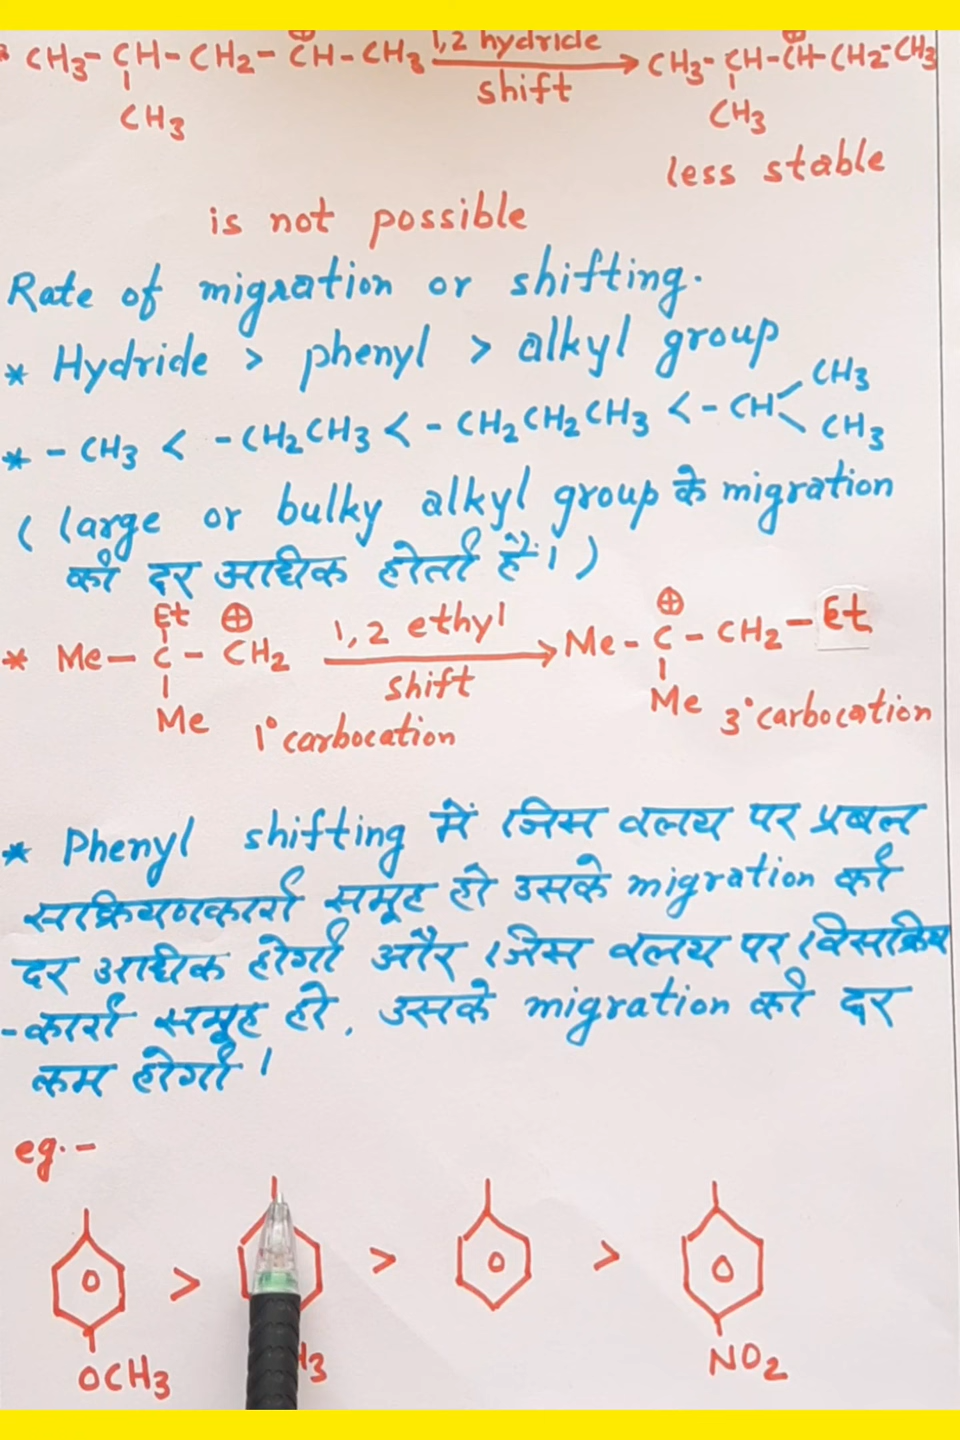 CH3-CH-CH2-⊕CH-CH3 1,2 hydride shift → CH3-CH-⊕CH-CH2-CH3
CH3 CH3
less stable
is not possible
Rate of migration or shifting.
* Hydride > phenyl > alkyl group
* -CH3 < -CH2CH3 < -CH2CH2CH3 < -CH CH3 CH3
( large or bulky alkyl group के migration
की दर अधिक होती है। )
Et ⊕ ⊕
* Me-C-CH2 1,2 ethyl shift → Me-C-CH2-Et
Me 1° carbocation Me 3° carbocation
* Phenyl shifting में जिस वलय पर प्रबल
सक्रियणकारी समूह हो उसके migration की
दर अधिक होगी और जिस वलय पर विसक्रिय
-कारी समूह हो, उसके migration की दर
कम होगी।
eg.-
> > >
OCH3 H3 NO2